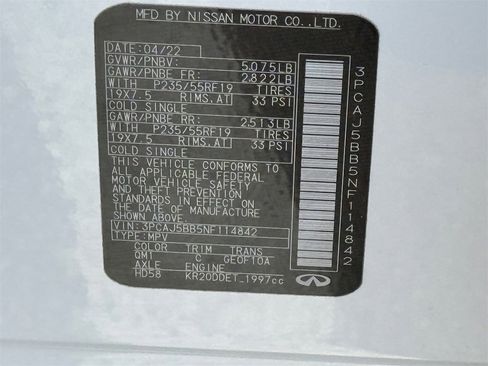 MFD BY NISSAN MOTOR CO.,LTD.
DATE: 04/22
GVWR/PNBV: 5,075LB
GAWR/PNBE FR: 2,822LB
WITH P235/55RF19 TIRES
19X7.5 RIMS,AT 33 PSI
COLD SINGLE
GAWR/PNBE RR: 2,513LB
WITH P235/55RF19 TIRES
19X7.5 RIMS,AT 33 PSI
COLD SINGLE
THIS VEHICLE CONFORMS TO
ALL APPLICABLE FEDERAL
MOTOR VEHICLE SAFETY
AND THEFT PREVENTION
STANDARDS IN EFFECT ON
THE DATE OF MANUFACTURE
SHOWN ABOVE.
VIN: 3PCAJ5BB5NF114842
TYPE: MPV
COLOR TRIM TRANS
QM1 C GE0F10A
AXLE ENGINE
HD58 KR20DDET 1997cc
3PCAJ5BB5NF114842